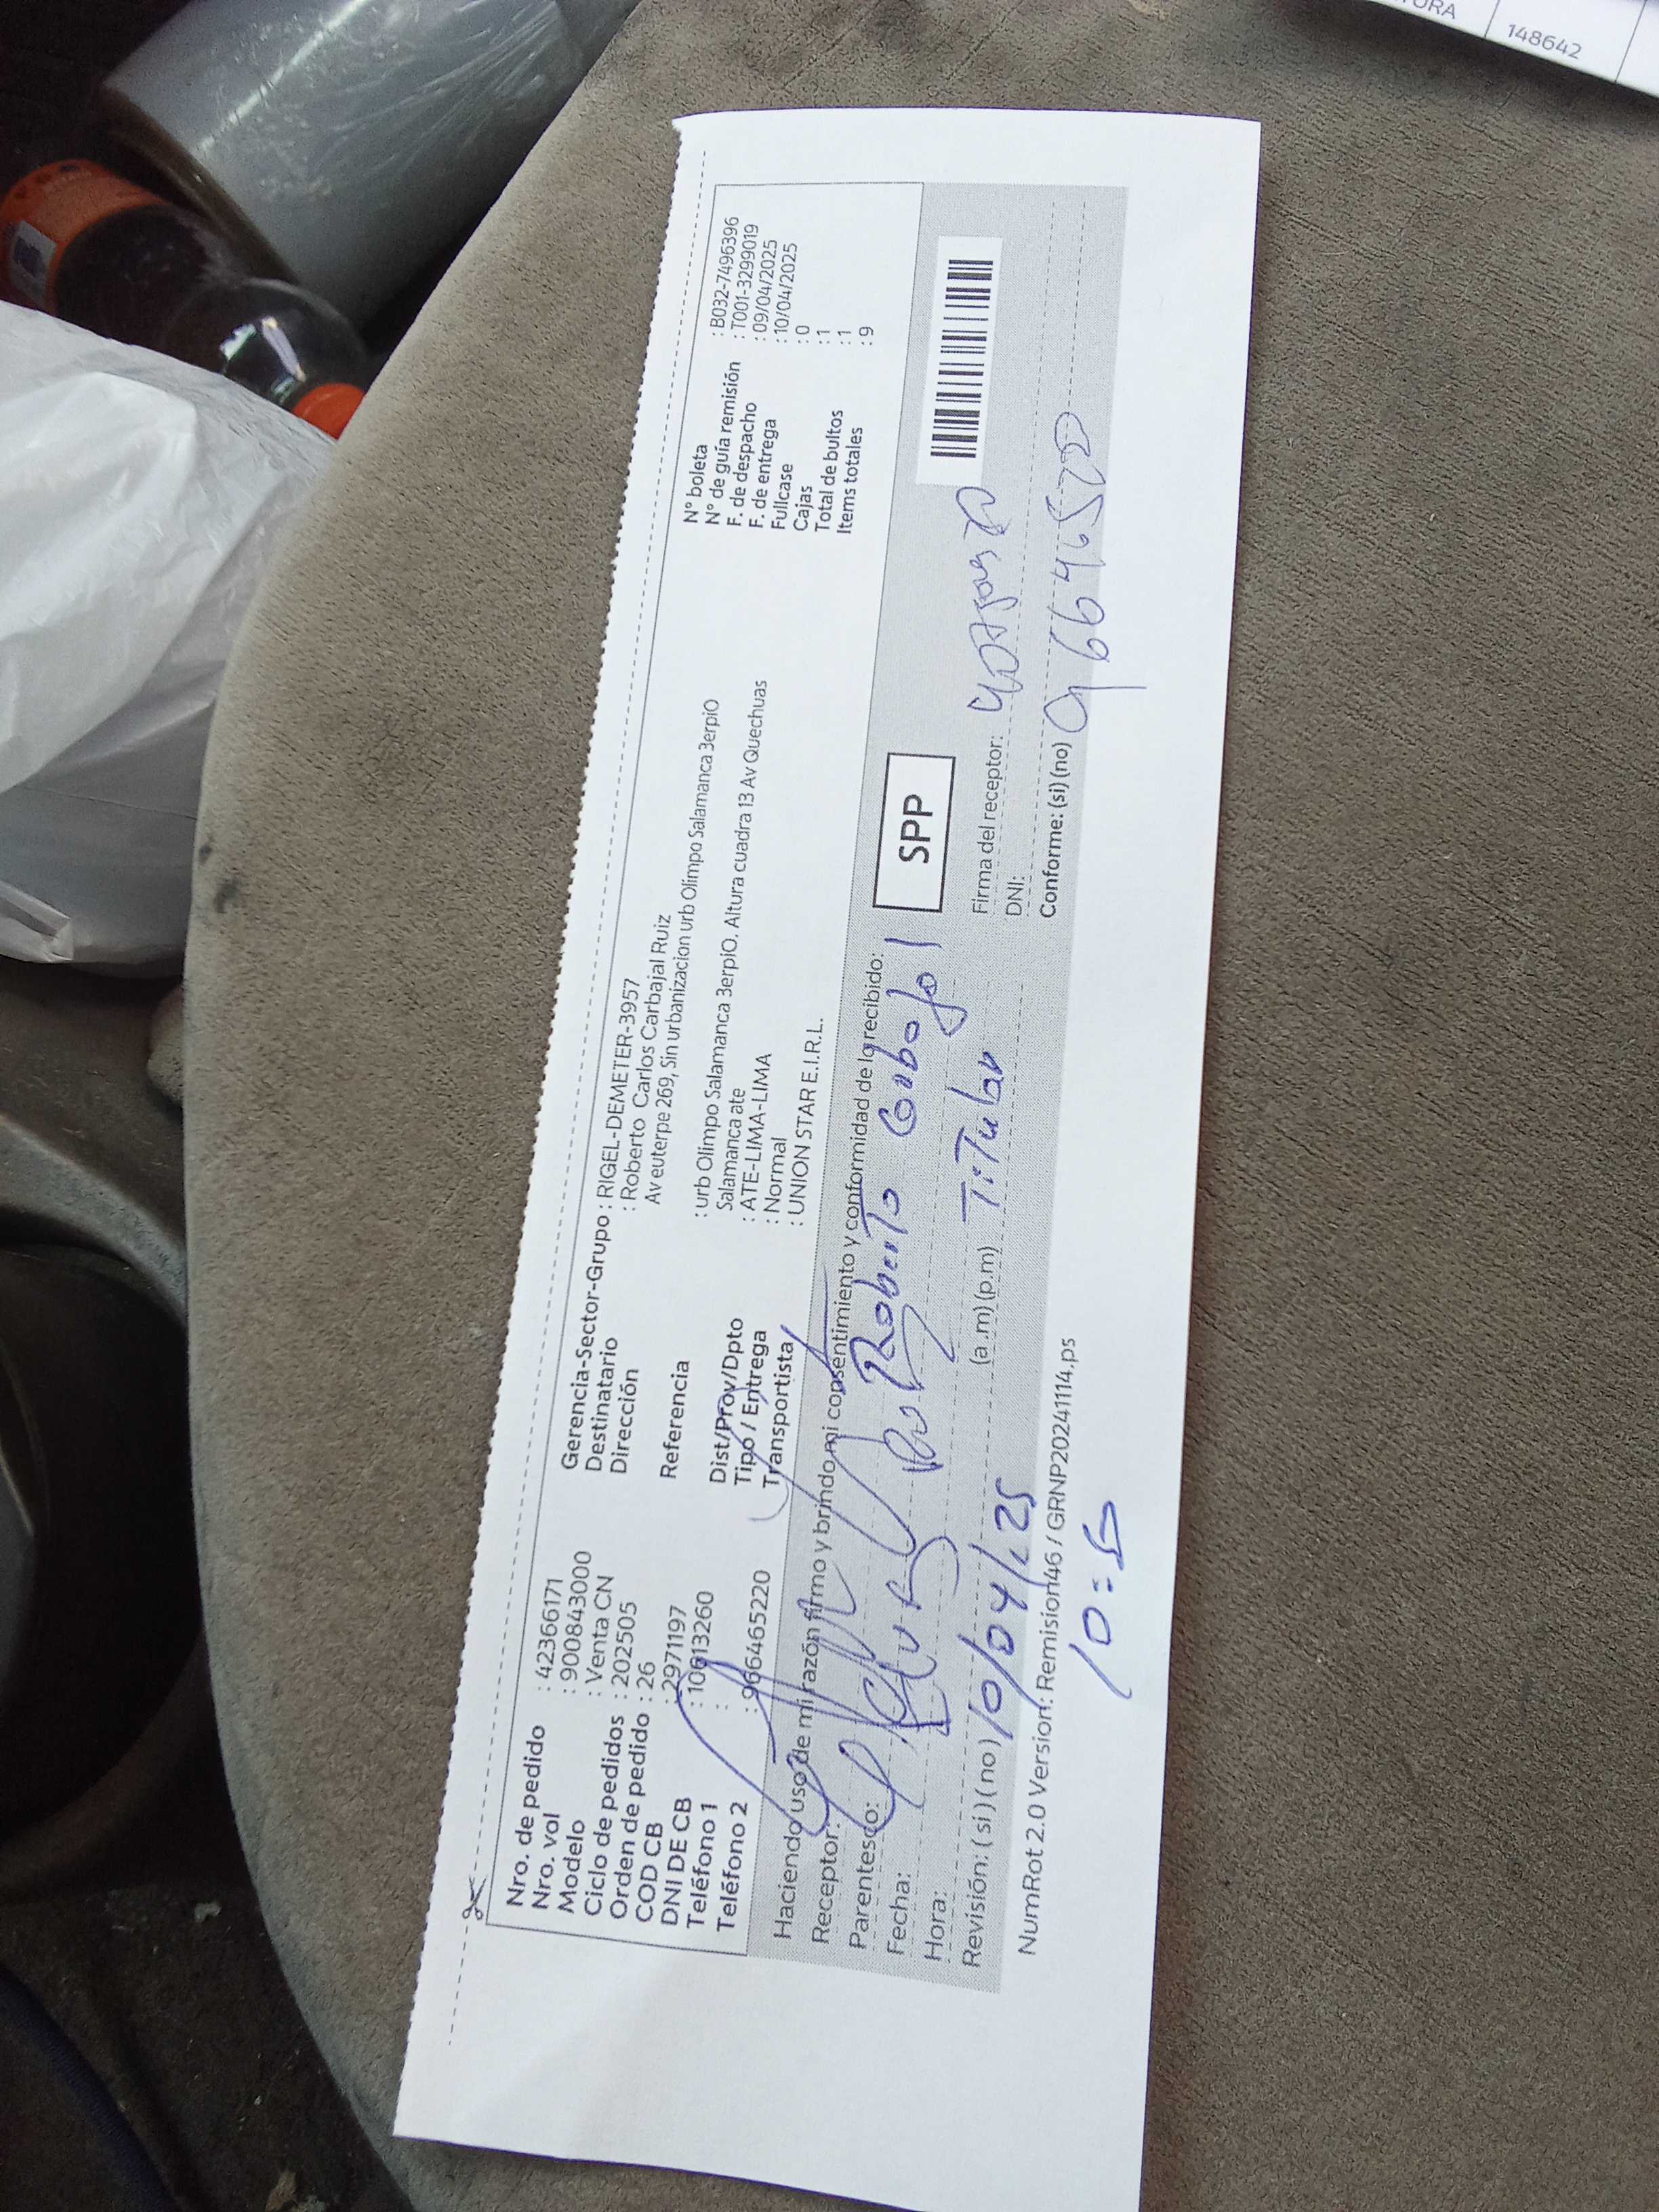 URA
148642
Nro. de pedido : 42366171
Nro. vol : 900843000
Modelo : Venta CN
Ciclo de pedidos : 202505
Orden de pedido : 26
COD CB : 2971197
DNI DE CB : 10613260
Teléfono 1 :
Teléfono 2 : 966465220
Gerencia-Sector-Grupo : RIGEL-DEMETER-3957
Destinatario : Roberto Carlos Carbajal Ruiz
Dirección Av euterpe 269, Sin urbanizacion urb Olimpo Salamanca 3erpiO
Referencia : urb Olimpo Salamanca 3erpiO. Altura cuadra 13 Av Quechuas
Salamanca ate
Dist/Prov/Dpto : ATE-LIMA-LIMA
Tipo / Entrega : Normal
Transportista : UNION STAR E.I.R.L.
N° boleta : B032-7496396
N° de guía remisión : T001-3299019
F. de despacho : 09/04/2025
F. de entrega : 10/04/2025
Fullcase : 0
Cajas : 1
Total de bultos : 1
Items totales : 9
Haciendo uso de mi razón firmo y brindo mi consentimiento y conformidad de lo recibido:
Receptor:
Roberto Carbajal
SPP
Parentesco:
Titular
Fecha:
Hora:
Revisión: (si) (no) 10/04/25
(a.m) (p.m)
Firma del receptor:
DNI:
Conforme: (si) (no)
NumRot 2.0 Version: Remision46 / GRNP20241114.ps